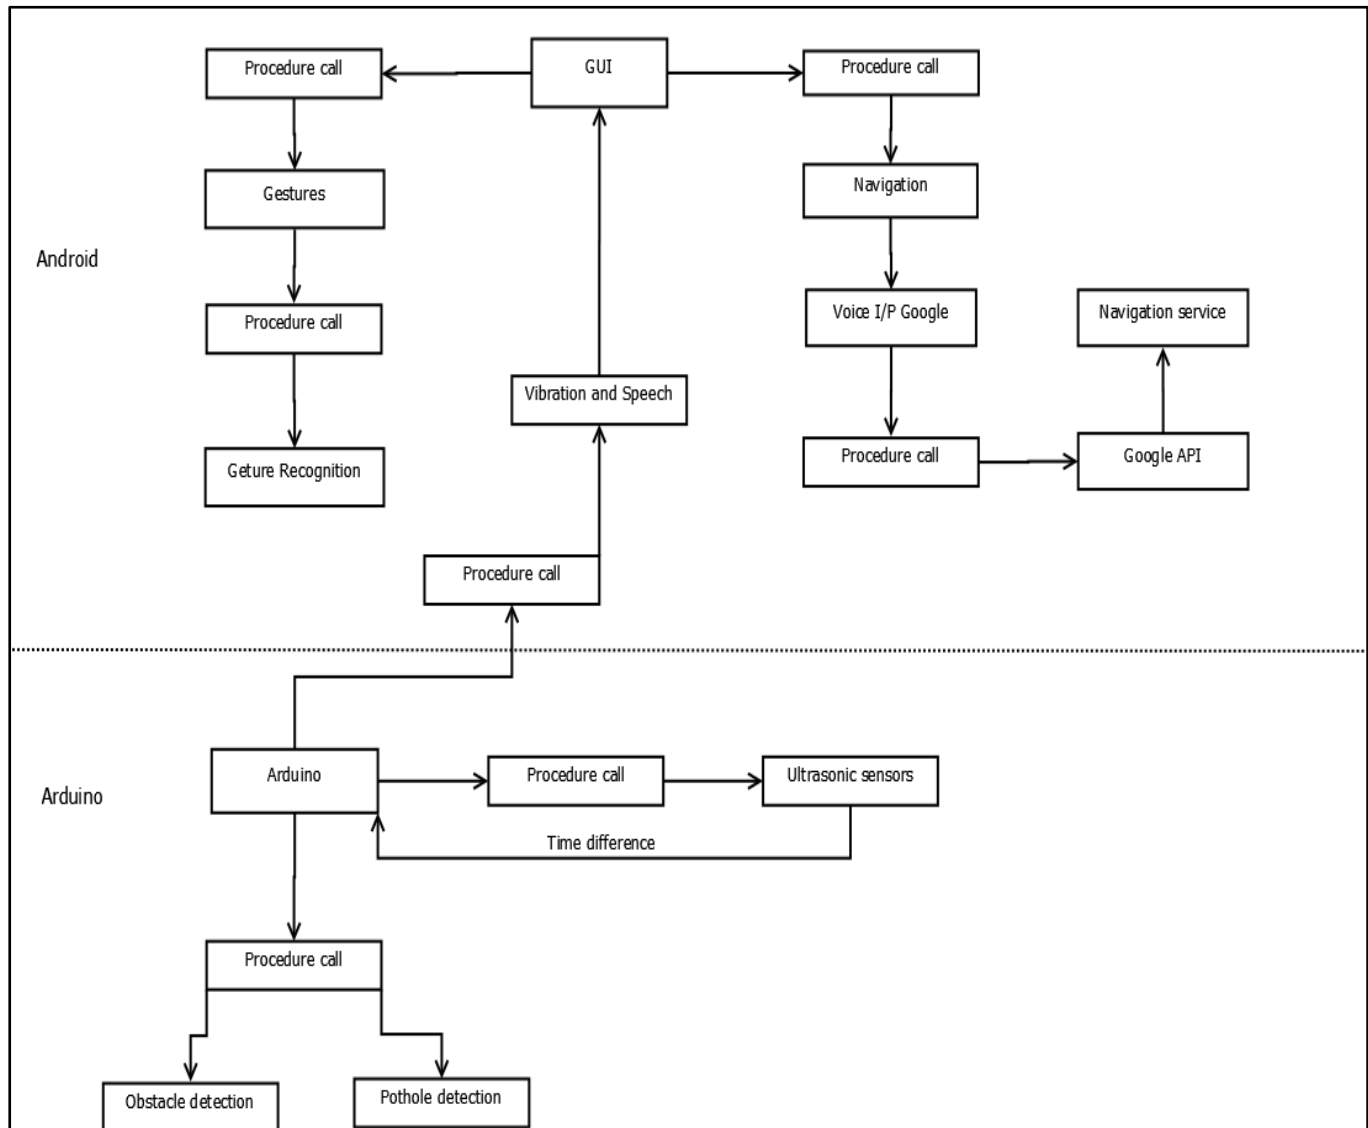 Procedure call
GUI
Procedure call
Gestures
Navigation
Android
Procedure call
Voice I/P Google
Navigation service
Vibration and Speech
Geture Recognition
Procedure call
Google API
Procedure call
Arduino
Arduino
Procedure call
Ultrasonic sensors
Time difference
Procedure call
Obstacle detection
Pothole detection